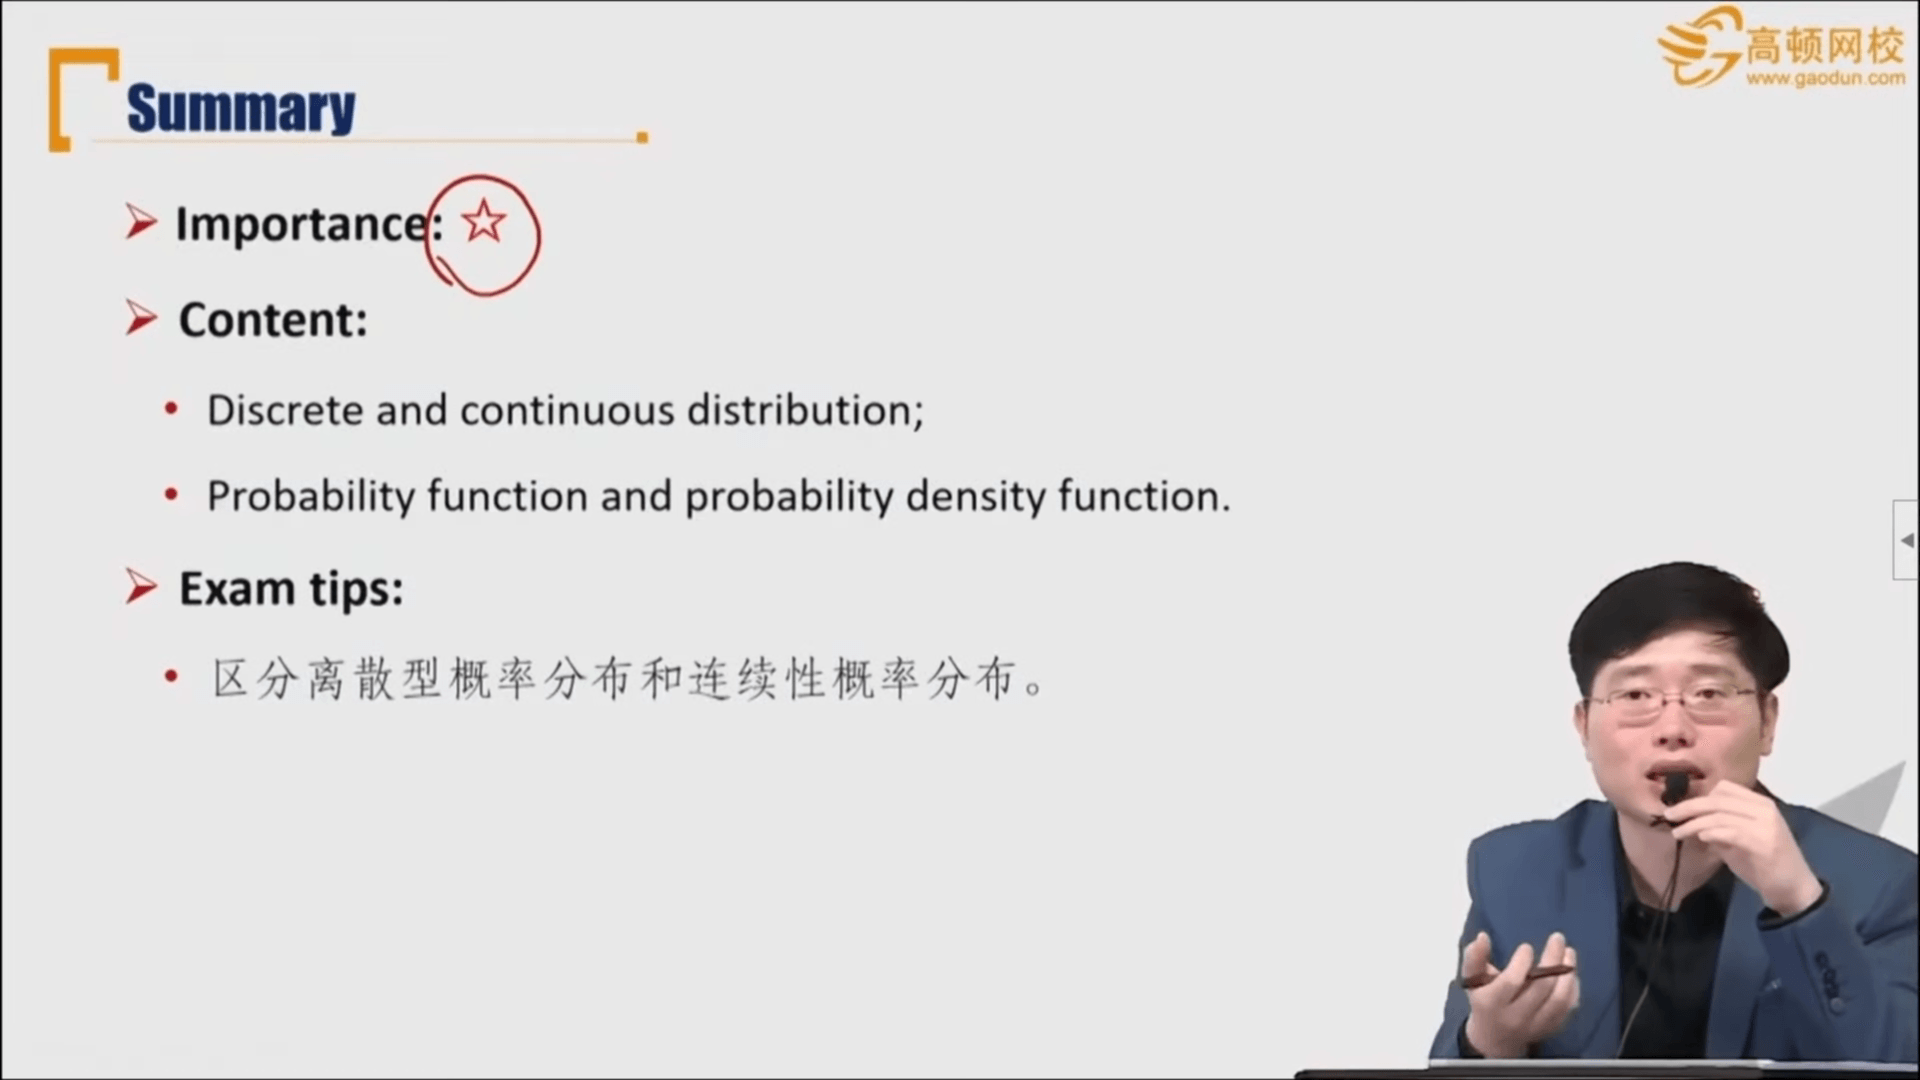 高顿网校
www.gaodun.com
Summary
Importance: ☆
Content:
Discrete and continuous distribution;
Probability function and probability density function.
Exam tips:
区分离散型概率分布和连续性概率分布。